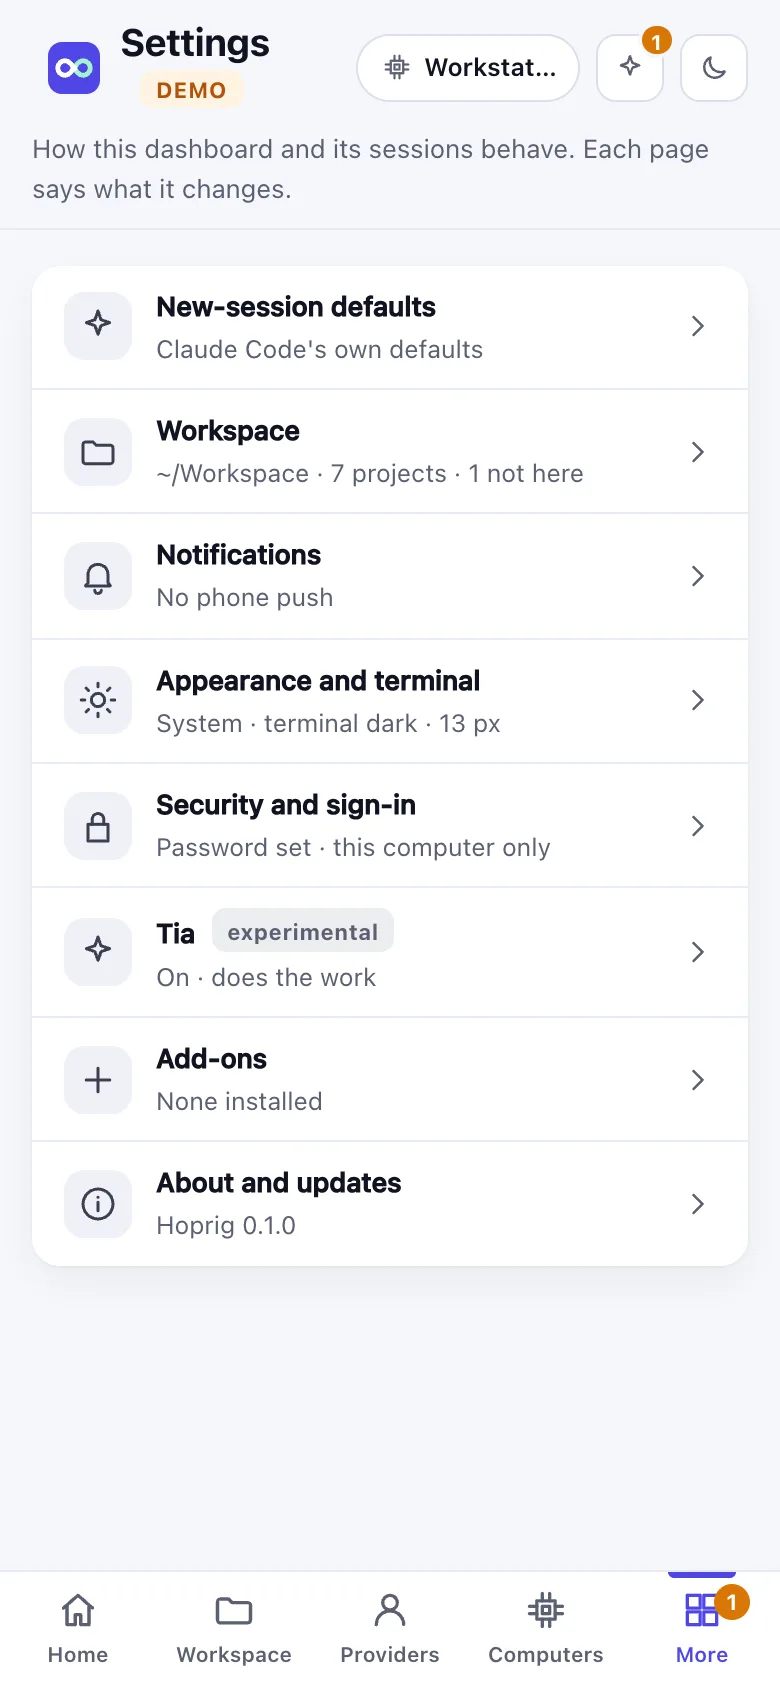 Settings
DEMO
Workstat...
1
How this dashboard and its sessions behave. Each page
says what it changes.
New-session defaults
Claude Code's own defaults
Workspace
~/Workspace · 7 projects · 1 not here
Notifications
No phone push
Appearance and terminal
System · terminal dark · 13 px
Security and sign-in
Password set · this computer only
Tia experimental
On · does the work
Add-ons
None installed
About and updates
Hoprig 0.1.0
1
Home Workspace Providers Computers More